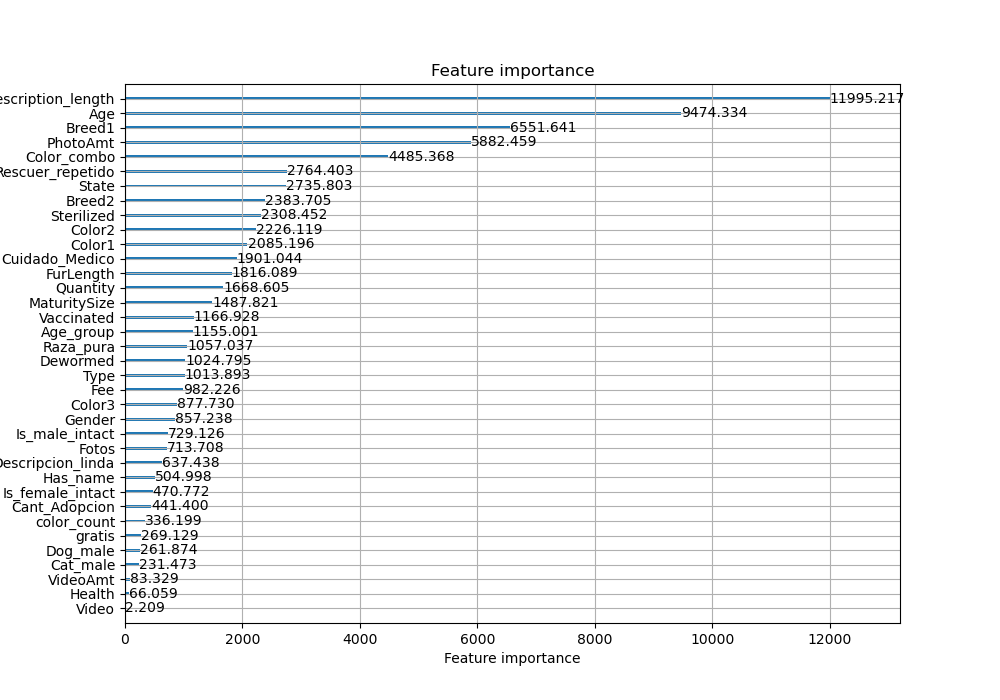 Feature importance
escription_length 11995.217
Age 9474.334
Breed1 6551.641
PhotoAmt 5882.459
Color_combo 4485.368
Rescuer_repetido 2764.403
State 2735.803
Breed2 2383.705
Sterilized 2308.452
Color2 2226.119
Color1 2085.196
Cuidado_Medico 1901.044
FurLength 1816.089
Quantity 1668.605
MaturitySize 1487.821
Vaccinated 1166.928
Age_group 1155.001
Raza_pura 1057.037
Dewormed 1024.795
Type 1013.893
Fee 982.226
Color3 877.730
Gender 857.238
Is_male_intact 729.126
Fotos 713.708
Descripcion_linda 637.438
Has_name 504.998
Is_female_intact 470.772
Cant_Adopcion 441.400
color_count 336.199
gratis 269.129
Dog_male 261.874
Cat_male 231.473
VideoAmt 83.329
Health 66.059
Video 2.209
0 2000 4000 6000 8000 10000 12000
Feature importance